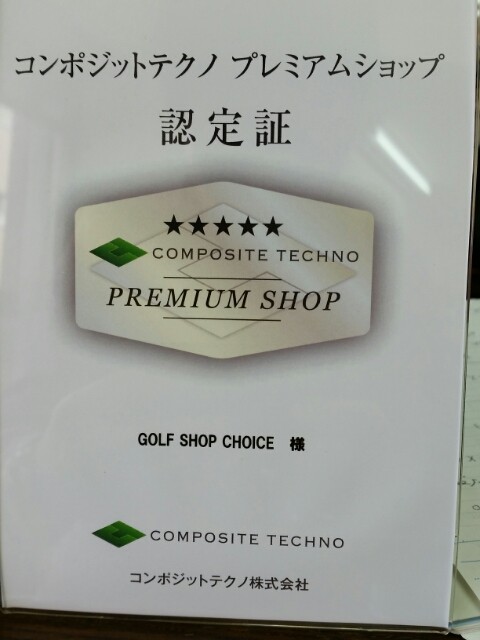 コンポジットテクノ プレミアムショップ
認定証
★★★★★
COMPOSITE TECHNO
PREMIUM SHOP
GOLF SHOP CHOICE 様
COMPOSITE TECHNO
コンポジットテクノ株式会社